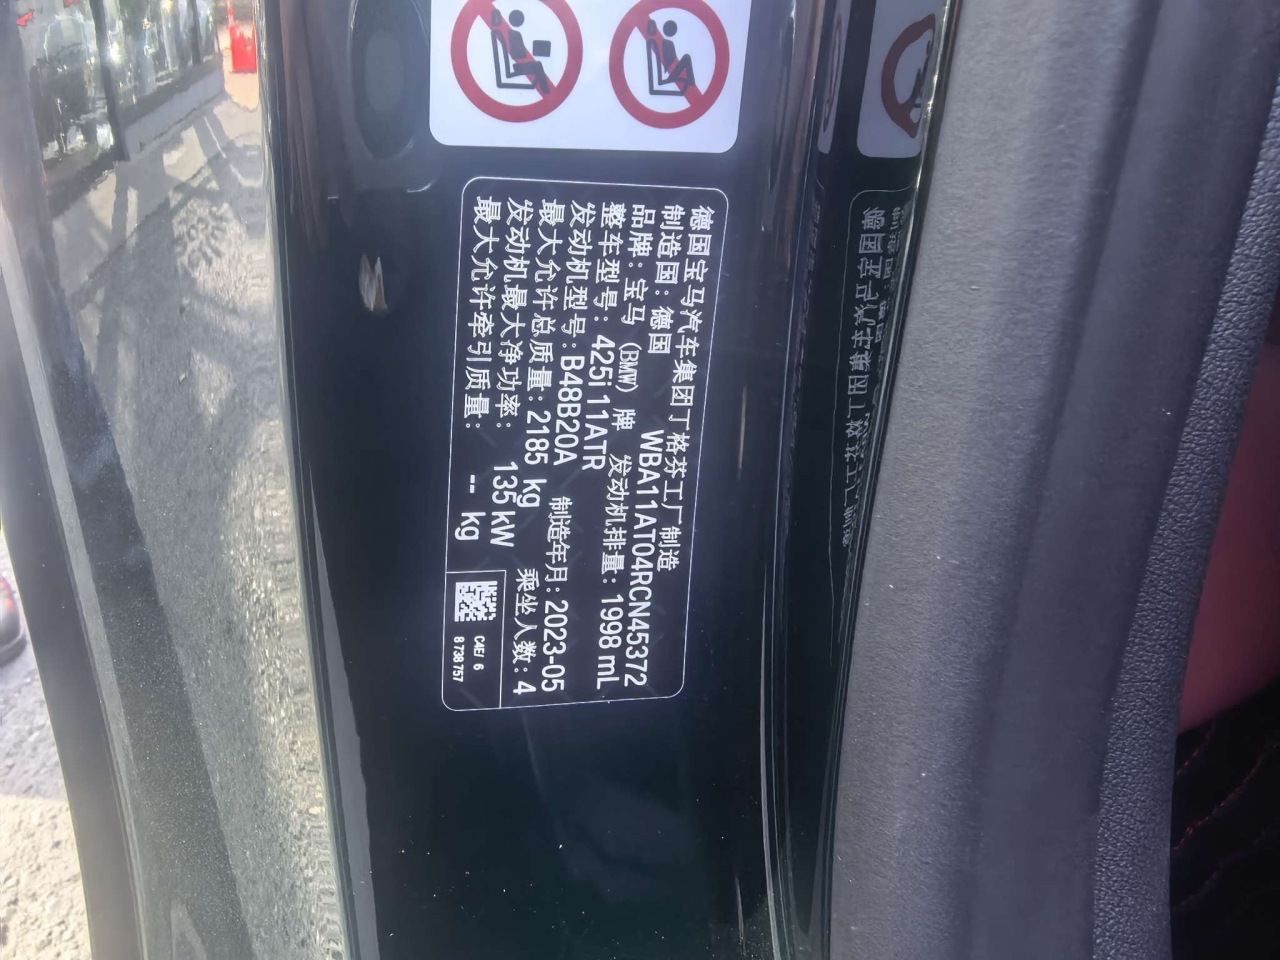 德国宝马汽车集团丁格芬工厂制造
制造国：德国 WBA11AT04RCN45372
品牌：宝马（BMW）牌 发动机排量：1998 mL
整车型号：425i 11ATR
发动机型号：B48B20A 制造年月：2023-05
最大允许总质量：2185 kg 乘坐人数：4
发动机最大净功率： 135 kW
最大允许牵引质量： -- kg
C4E/ 6
8 738 757